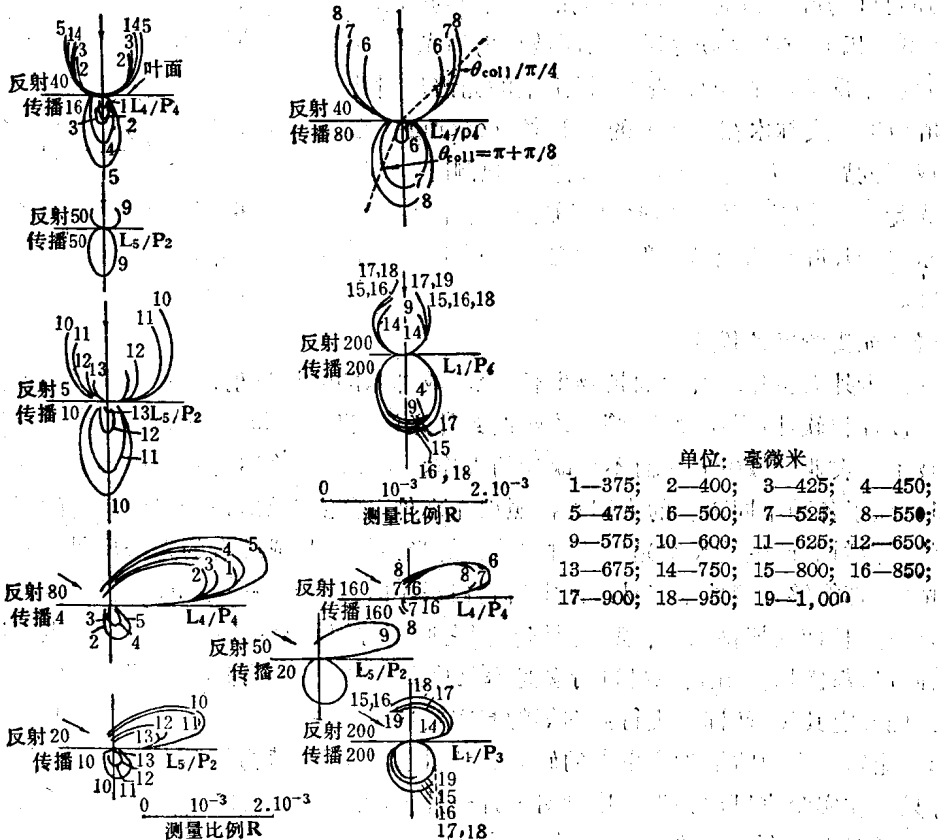 5 14 145
3 3
2 2
叶面
反射40
传播16 1 L₄/P₄
3 2
4
5
反射50 9
传播50 L₅/P₂
9
10 10
11 11
12 12
13
反射5
传播10 13 L₅/P₂
12
11
10
8 8
7 7
6 6
θcoll/π/4
反射40
传播80 L₄/ρ₄
6
θcoll=π+π/8
7
8
17,18 17,19
15,16 15,16,18
9
14 14
反射200
传播200 L₁/P₆
4
9
17
15
16,18
0 10⁻³ 2.10⁻³
测量比例R
单位:毫微米
1—375; 2—400; 3—425; 4—450;
5—475; 6—500; 7—525; 8—550;
9—575; 10—600; 11—625; 12—650;
13—675; 14—750; 15—800; 16—850;
17—900; 18—950; 19—1,000
4 5
2 3 1
反射80
传播4 L₄/P₄
3 5
2 4
8 6
7 16 8 7
反射160
传播160 L₄/P₄
7 16
8
反射50 9
传播20 L₅/P₂
10
12 11
13
反射20
传播10 L₅/P₂
13
12
10 11
0 10⁻³ 2.10⁻³
测量比例R
18
15,16 17
19 14
反射200
传播200 L₁/P₃
19
15
16
17,18